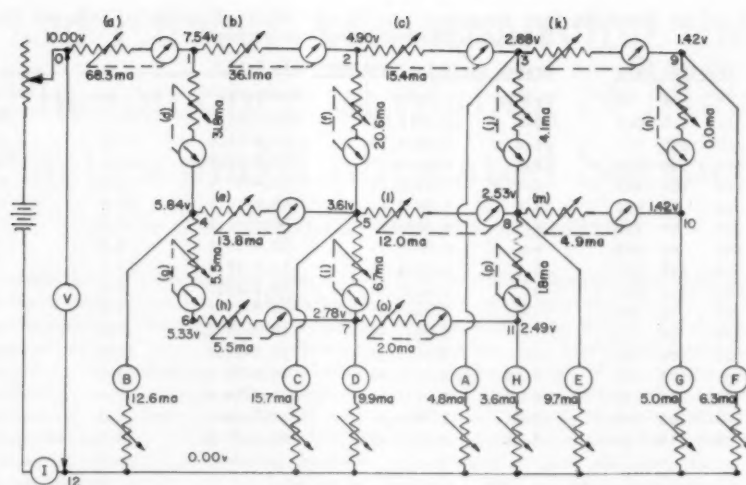 (a) (b) (c) (k)
10.00v 7.54v 4.90v 2.88v 1.42v
0 1 2 3 9
68.3ma 36.1ma 15.4ma
(d) 31.8ma (f) 20.6ma (j) 4.1ma (n) 0.0ma
5.84v (e) 3.61v (l) 2.53v (m) 1.42v
4 5 8 10
13.8ma 12.0ma 4.9ma
(g) 5.5ma (i) 6.7ma (p) 1.8ma
V
6 (h) 2.78v (o)
5.33v 7 11 2.49v
5.5ma 2.0ma
B C D A H E G F
12.6ma 15.7ma 9.9ma 4.8ma 3.6ma 9.7ma 5.0ma 6.3ma
0.00v
I 12